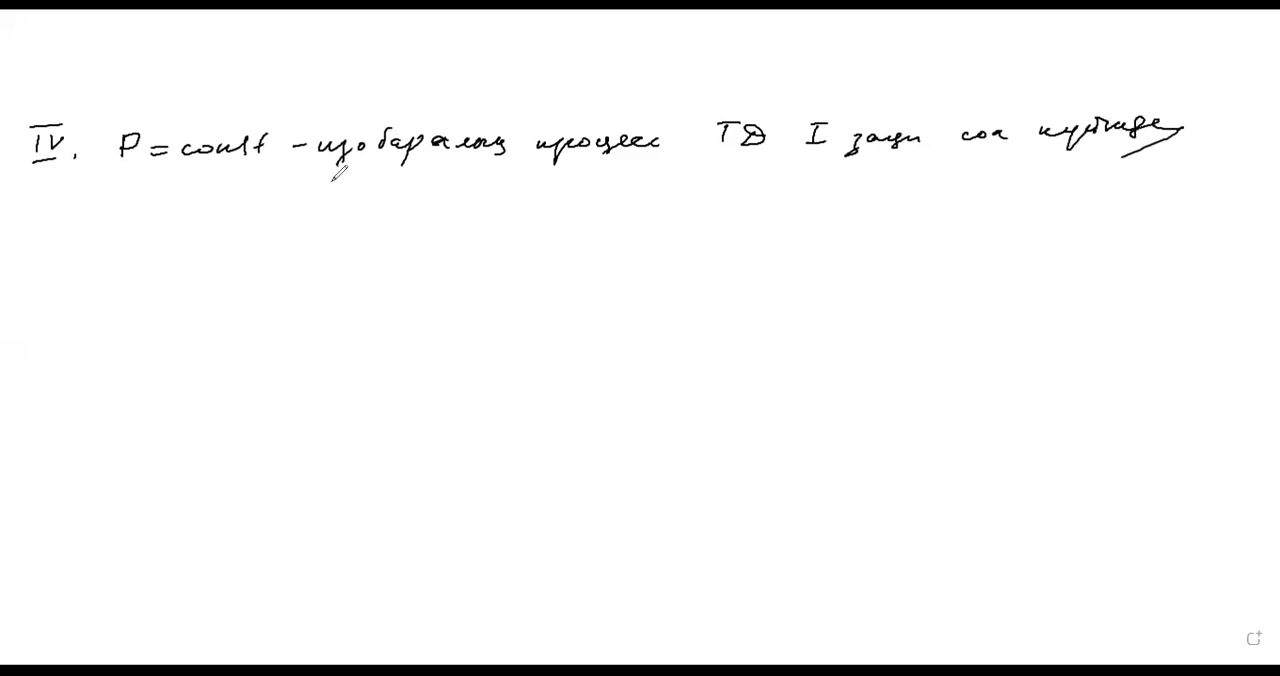 IV. P = const - изобаралық процесс ТД I заңы